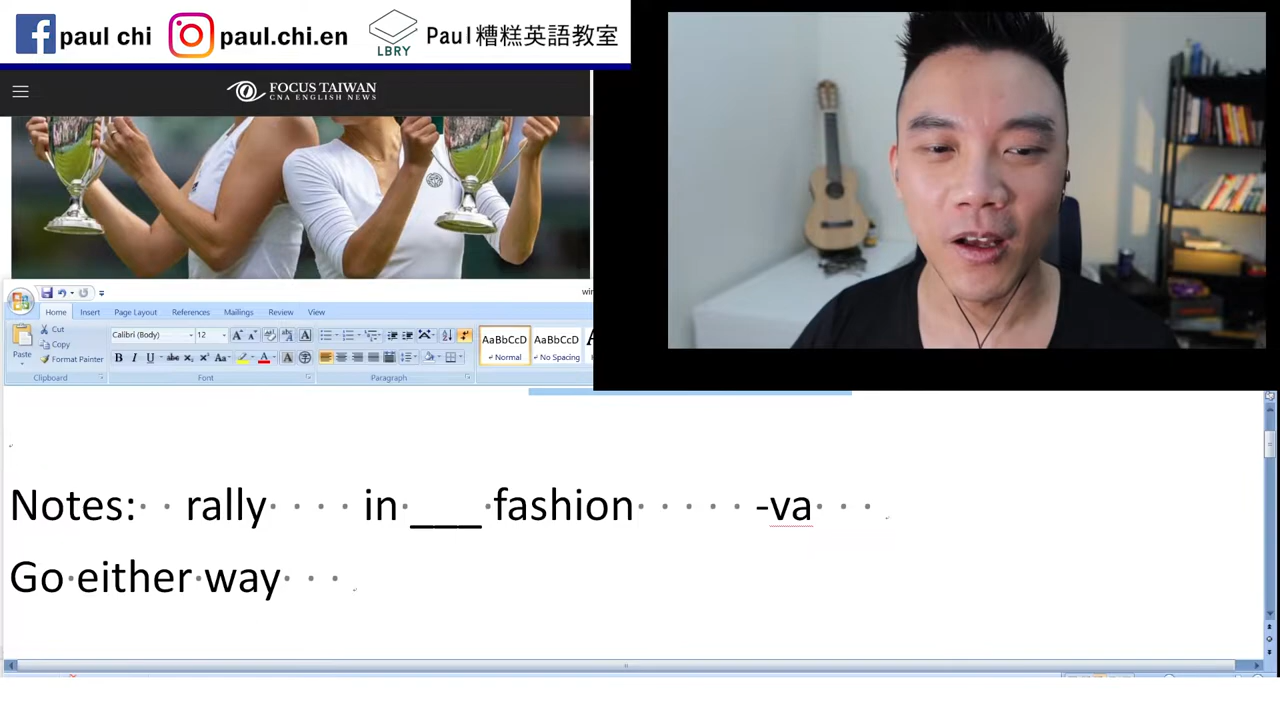 paul chi paul.chi.en LBRY Paul糟糕英語教室
FOCUS TAIWAN
CNA ENGLISH NEWS
Home Insert Page Layout References Mailings Review View
Paste Cut Copy Format Painter
Calibri (Body) 12
AaBbCcD AaBbCcD
Normal No Spacing
Clipboard Font Paragraph
Notes: rally in ___ fashion -va
Go either way